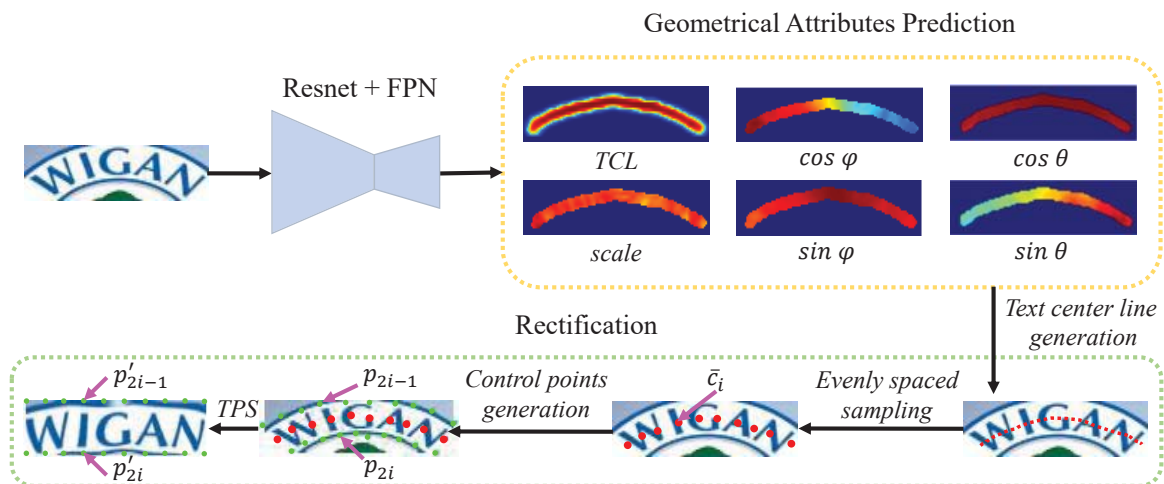 Geometrical Attributes Prediction
Resnet + FPN
WIGAN
TCL
cos φ
cos θ
scale
sin φ
sin θ
Text center line
generation
Rectification
p′2i−1
p2i−1
Control points
generation
c̄i
Evenly spaced
sampling
TPS
WIGAN
WIGAN
WIGAN
WIGAN
p′2i
p2i